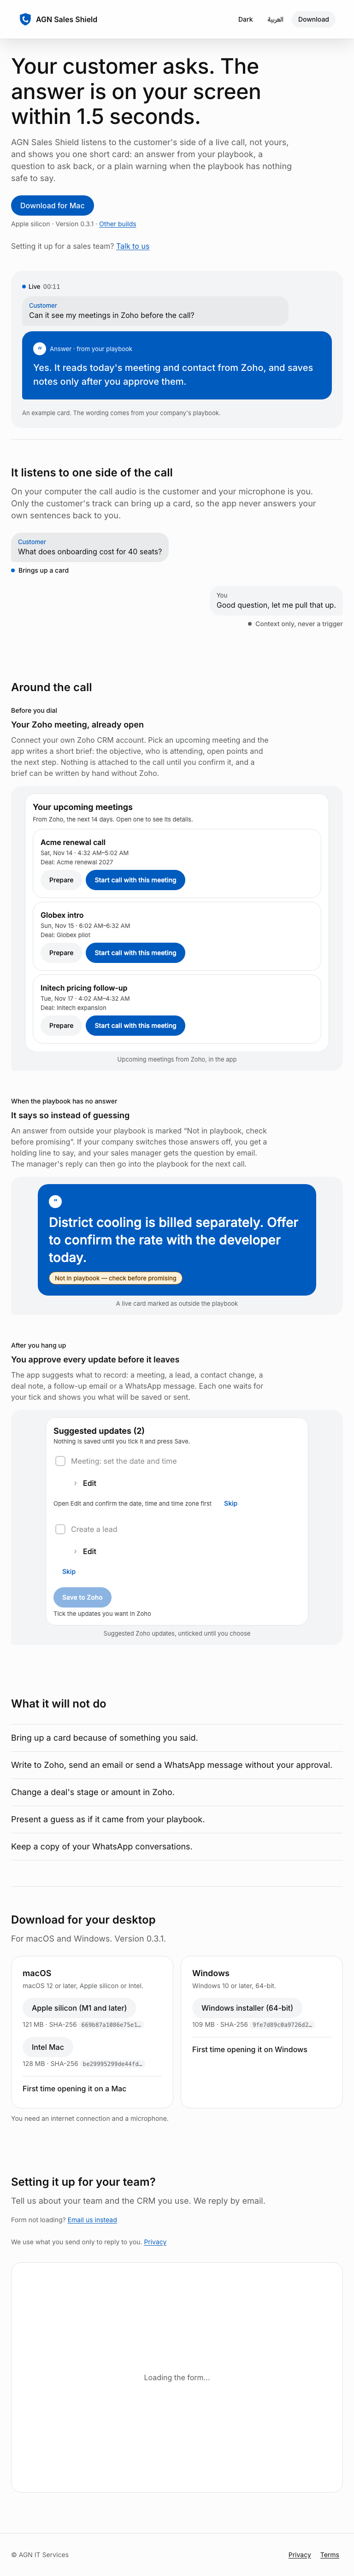 AGN Sales Shield
Dark
العربية
Download
Your customer asks. The
answer is on your screen
within 1.5 seconds.
AGN Sales Shield listens to the customer's side of a live call, not yours,
and shows you one short card: an answer from your playbook, a
question to ask back, or a plain warning when the playbook has nothing
safe to say.
Download for Mac
Apple silicon · Version 0.3.1 · Other builds
Setting it up for a sales team? Talk to us
Live 00:11
Customer
Can it see my meetings in Zoho before the call?
Answer · from your playbook
Yes. It reads today's meeting and contact from Zoho, and saves
notes only after you approve them.
An example card. The wording comes from your company's playbook.
It listens to one side of the call
On your computer the call audio is the customer and your microphone is you.
Only the customer's track can bring up a card, so the app never answers your
own sentences back to you.
Customer
What does onboarding cost for 40 seats?
Brings up a card
You
Good question, let me pull that up.
Context only, never a trigger
Around the call
Before you dial
Your Zoho meeting, already open
Connect your own Zoho CRM account. Pick an upcoming meeting and the
app writes a short brief: the objective, who is attending, open points and
the next step. Nothing is attached to the call until you confirm it, and a
brief can be written by hand without Zoho.
Your upcoming meetings
From Zoho, the next 14 days. Open one to see its details.
Acme renewal call
Sat, Nov 14 · 4:32 AM–5:02 AM
Deal: Acme renewal 2027
Prepare
Start call with this meeting
Globex intro
Sun, Nov 15 · 6:02 AM–6:32 AM
Deal: Globex pilot
Prepare
Start call with this meeting
Initech pricing follow-up
Tue, Nov 17 · 4:02 AM–4:32 AM
Deal: Initech expansion
Prepare
Start call with this meeting
Upcoming meetings from Zoho, in the app
When the playbook has no answer
It says so instead of guessing
An answer from outside your playbook is marked “Not in playbook, check
before promising”. If your company switches those answers off, you get a
holding line to say, and your sales manager gets the question by email.
The manager's reply can then go into the playbook for the next call.
District cooling is billed separately. Offer
to confirm the rate with the developer
today.
Not in playbook — check before promising
A live card marked as outside the playbook
After you hang up
You approve every update before it leaves
The app suggests what to record: a meeting, a lead, a contact change, a
deal note, a follow-up email or a WhatsApp message. Each one waits for
your tick and shows you what will be saved or sent.
Suggested updates (2)
Nothing is saved until you tick it and press Save.
Meeting: set the date and time
› Edit
Open Edit and confirm the date, time and time zone first
Skip
Create a lead
› Edit
Skip
Save to Zoho
Tick the updates you want in Zoho
Suggested Zoho updates, unticked until you choose
What it will not do
Bring up a card because of something you said.
Write to Zoho, send an email or send a WhatsApp message without your approval.
Change a deal's stage or amount in Zoho.
Present a guess as if it came from your playbook.
Keep a copy of your WhatsApp conversations.
Download for your desktop
For macOS and Windows. Version 0.3.1.
macOS
macOS 12 or later, Apple silicon or Intel.
Apple silicon (M1 and later)
121 MB · SHA-256 669b87a1086e75e1…
Intel Mac
128 MB · SHA-256 be29995299de44fd…
First time opening it on a Mac
Windows
Windows 10 or later, 64-bit.
Windows installer (64-bit)
109 MB · SHA-256 9fe7d89c0a9726d2…
First time opening it on Windows
You need an internet connection and a microphone.
Setting it up for your team?
Tell us about your team and the CRM you use. We reply by email.
Form not loading? Email us instead
We use what you send only to reply to you. Privacy
Loading the form…
© AGN IT Services
Privacy
Terms